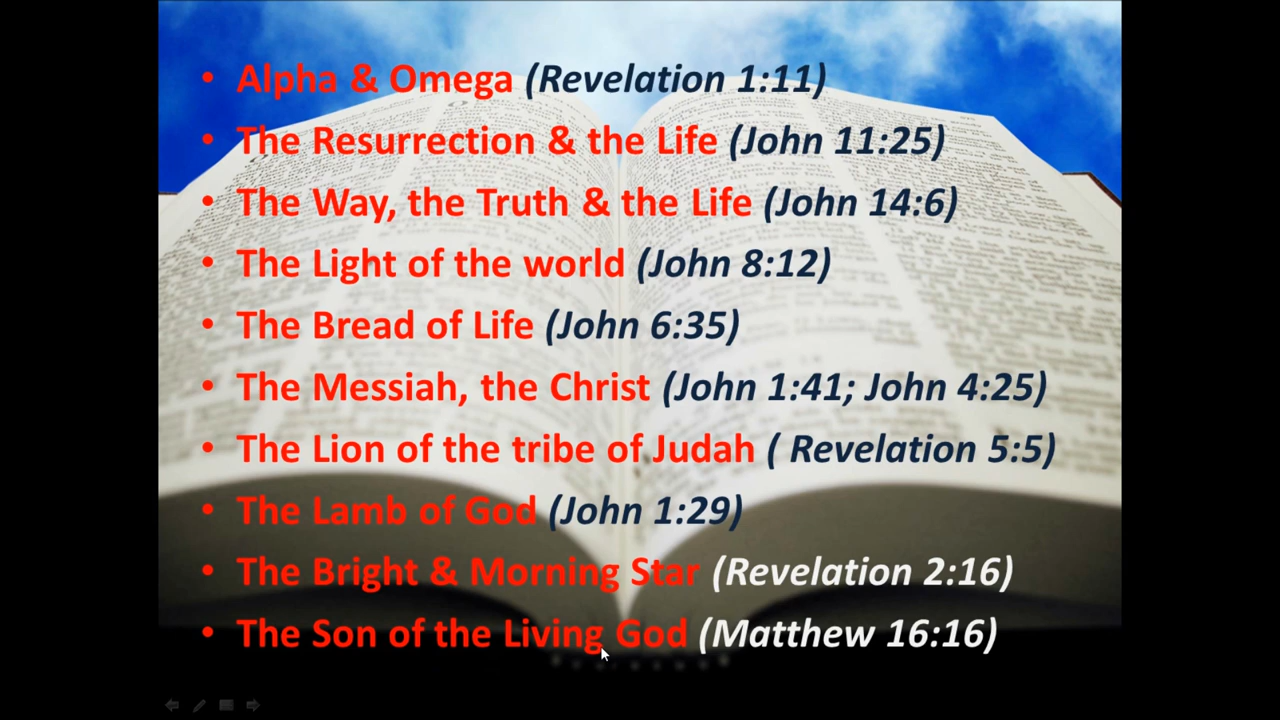 • Alpha & Omega (Revelation 1:11)
• The Resurrection & the Life (John 11:25)
• The Way, the Truth & the Life (John 14:6)
• The Light of the world (John 8:12)
• The Bread of Life (John 6:35)
• The Messiah, the Christ (John 1:41; John 4:25)
• The Lion of the tribe of Judah ( Revelation 5:5)
• The Lamb of God (John 1:29)
• The Bright & Morning Star (Revelation 2:16)
• The Son of the Living God (Matthew 16:16)